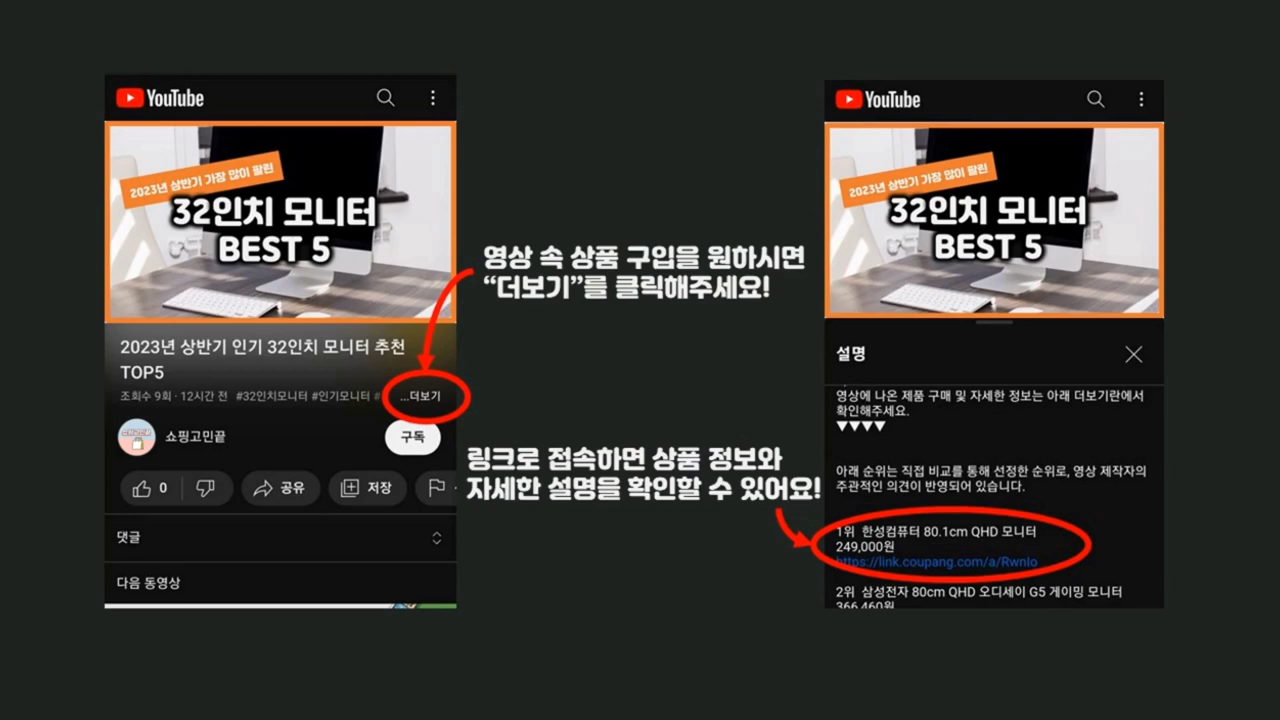 YouTube
2023년 상반기 가장 많이 팔린
32인치 모니터
BEST 5
2023년 상반기 인기 32인치 모니터 추천
TOP5
조회수 9회 · 12시간 전 #32인치모니터 #인기모니터 # ...더보기
쇼핑고민끝
구독
0
공유
저장
댓글
다음 동영상
영상 속 상품 구입을 원하시면
“더보기”를 클릭해주세요!
링크로 접속하면 상품 정보와
자세한 설명을 확인할 수 있어요!
YouTube
2023년 상반기 가장 많이 팔린
32인치 모니터
BEST 5
설명
영상에 나온 제품 구매 및 자세한 정보는 아래 더보기란에서
확인해주세요.
▼▼▼▼
아래 순위는 직접 비교를 통해 선정한 순위로, 영상 제작자의
주관적인 의견이 반영되어 있습니다.
1위 한성컴퓨터 80.1cm QHD 모니터
249,000원
https://link.coupang.com/a/RwnIo
2위 삼성전자 80cm QHD 오디세이 G5 게이밍 모니터
366,460원